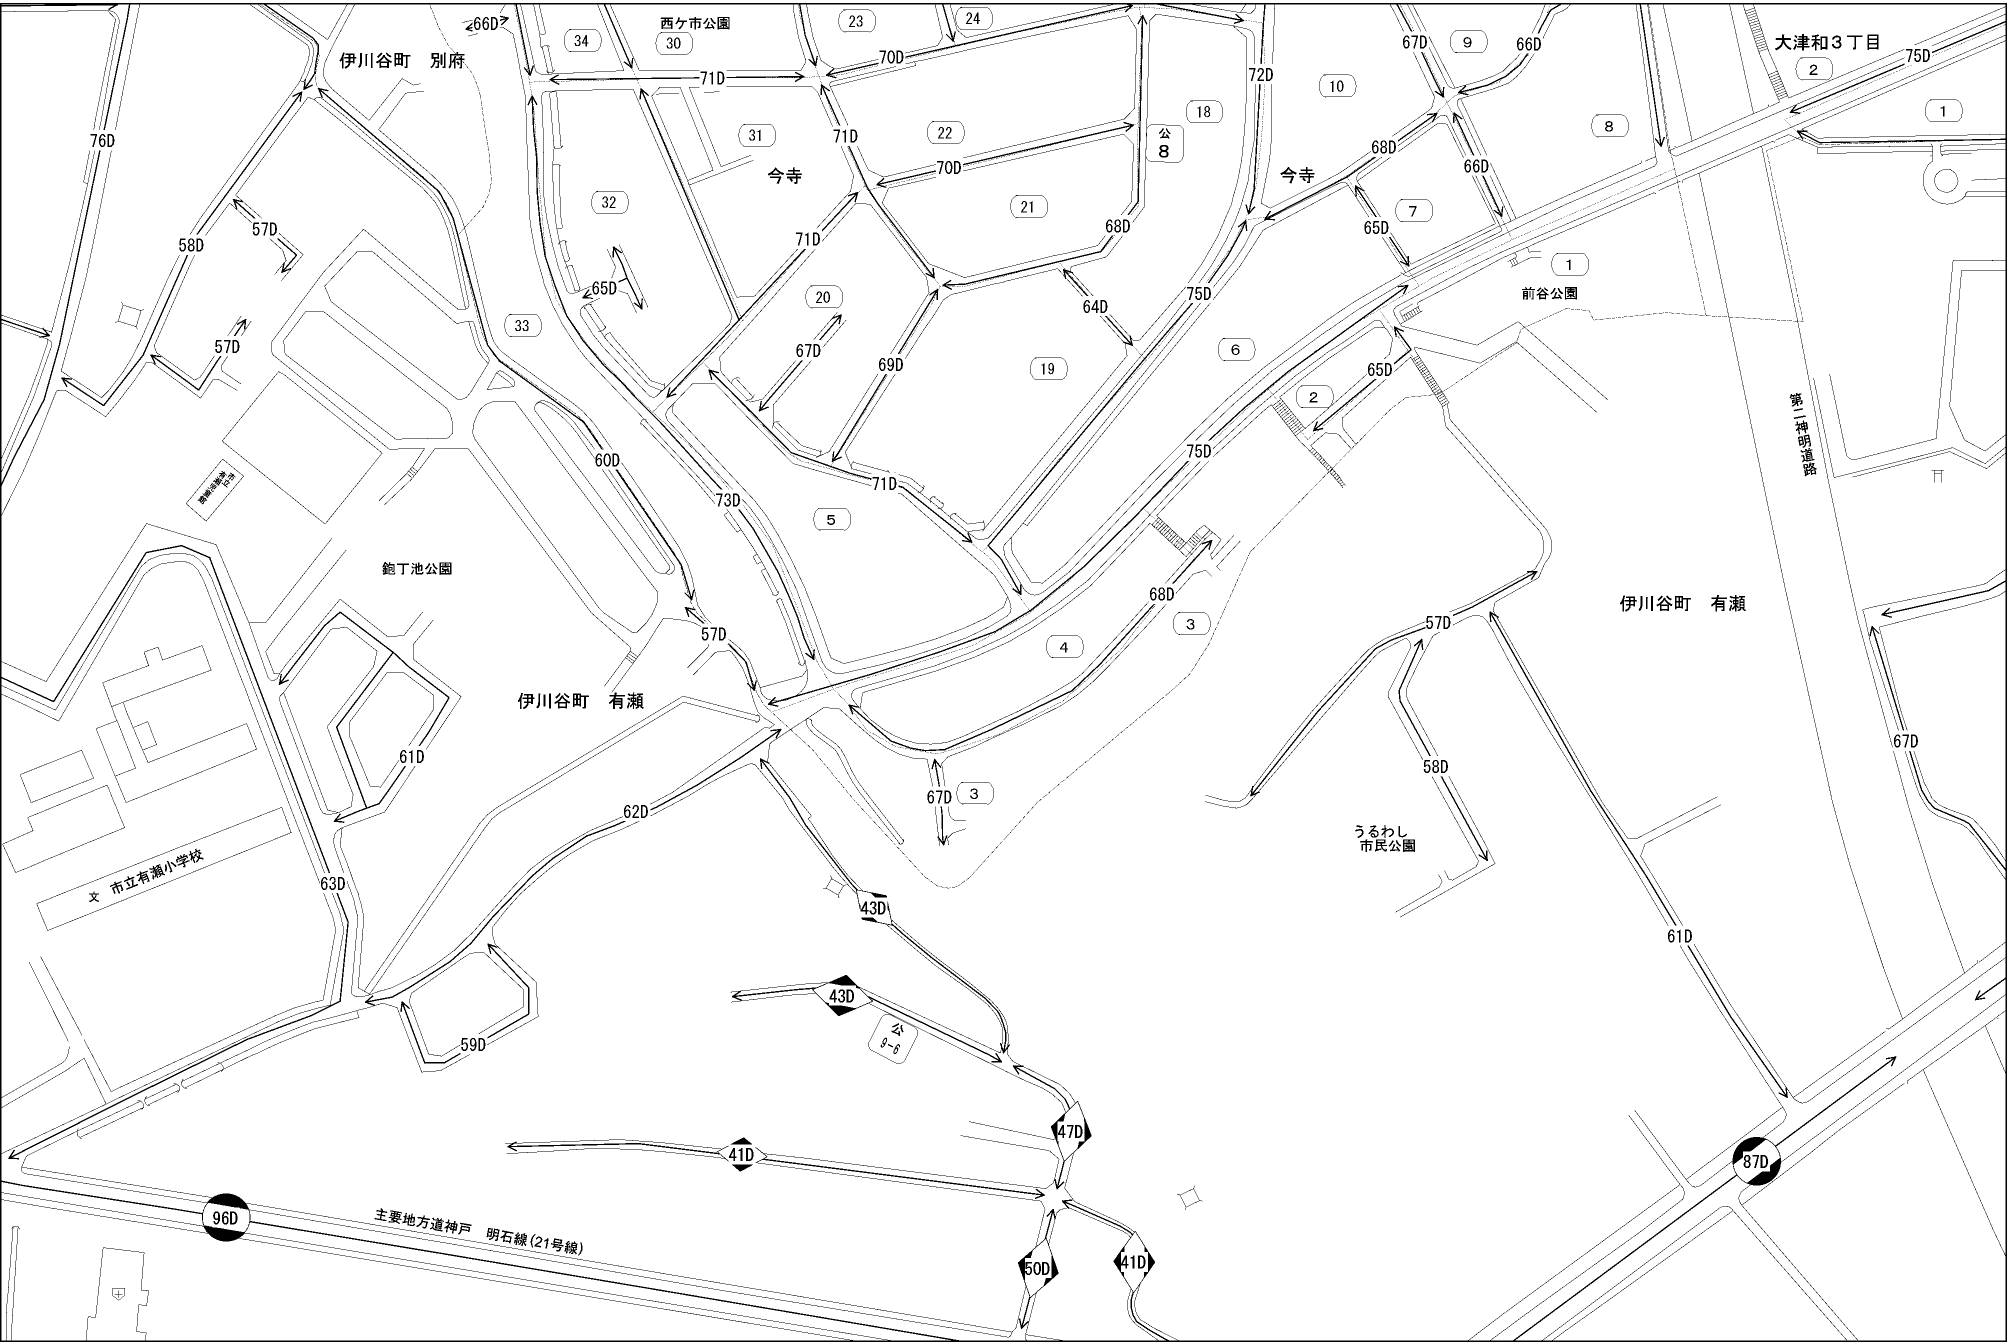 66D
西ケ市公園
34
30
23
24
67D
9
66D
大津和3丁目
2
75D
伊川谷町 別府
70D
71D
72D
10
1
76D
31
71D
22
公
8
18
8
68D
66D
今寺
70D
今寺
32
21
7
57D
58D
71D
68D
65D
1
前谷公園
65D
20
64D
75D
33
57D
67D
69D
19
6
65D
2
第二神明道路
60D
73D
71D
75D
5
市立
鉋丁池公園
68D
57D
57D
3
4
伊川谷町 有瀬
伊川谷町 有瀬
61D
67D
58D
67D
3
62D
うるわし
市民公園
文 市立有瀬小学校
63D
43D
61D
43D
公
9-6
59D
47D
41D
87D
96D
主要地方道神戸 明石線(21号線)
50D
41D